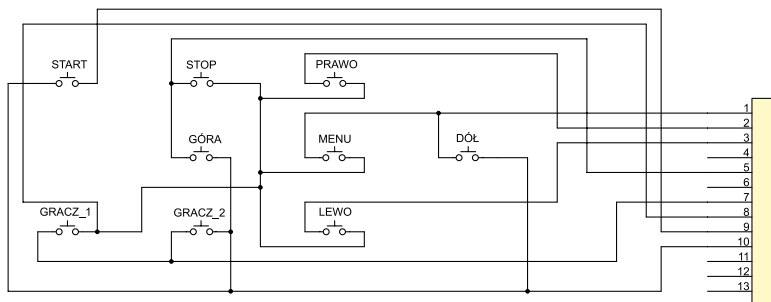 START
STOP
PRAWO
GÓRA
MENU
DÓŁ
GRACZ_1
GRACZ_2
LEWO
1
2
3
4
5
6
7
8
9
10
11
12
13